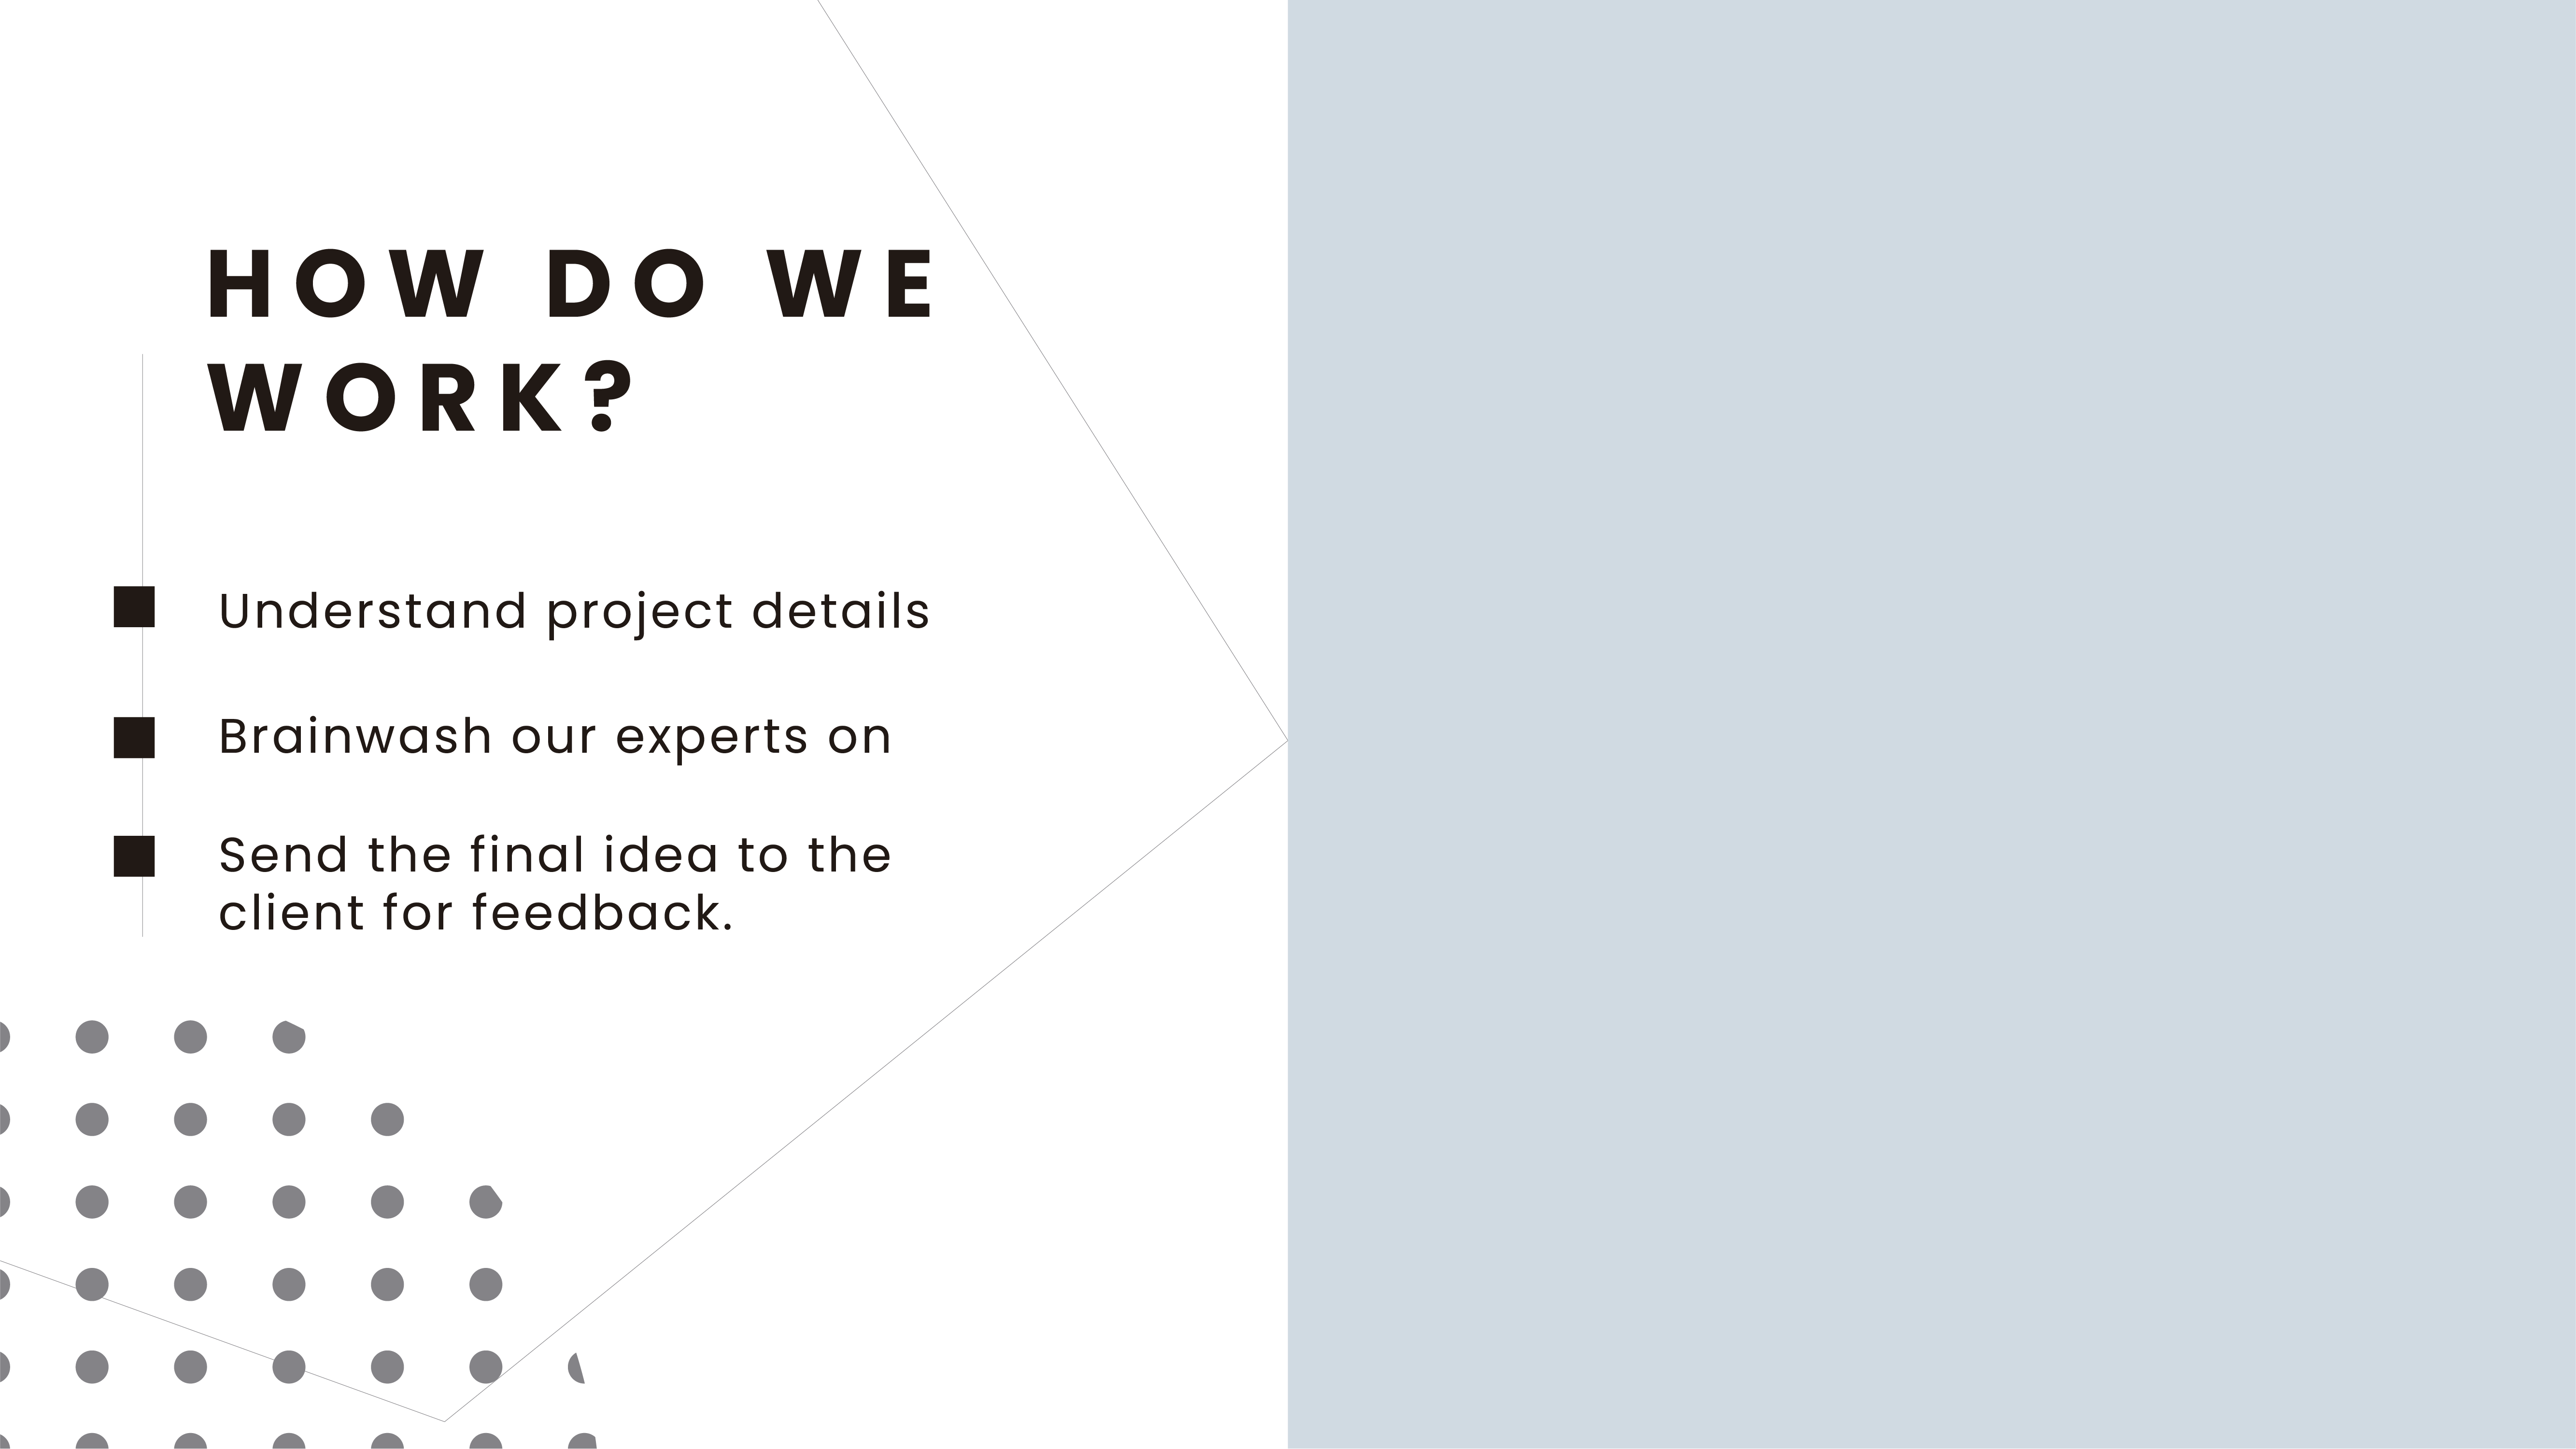 HOW DO WE
WORK?
Understand project details
Brainwash our experts on
Send the final idea to the
client for feedback.